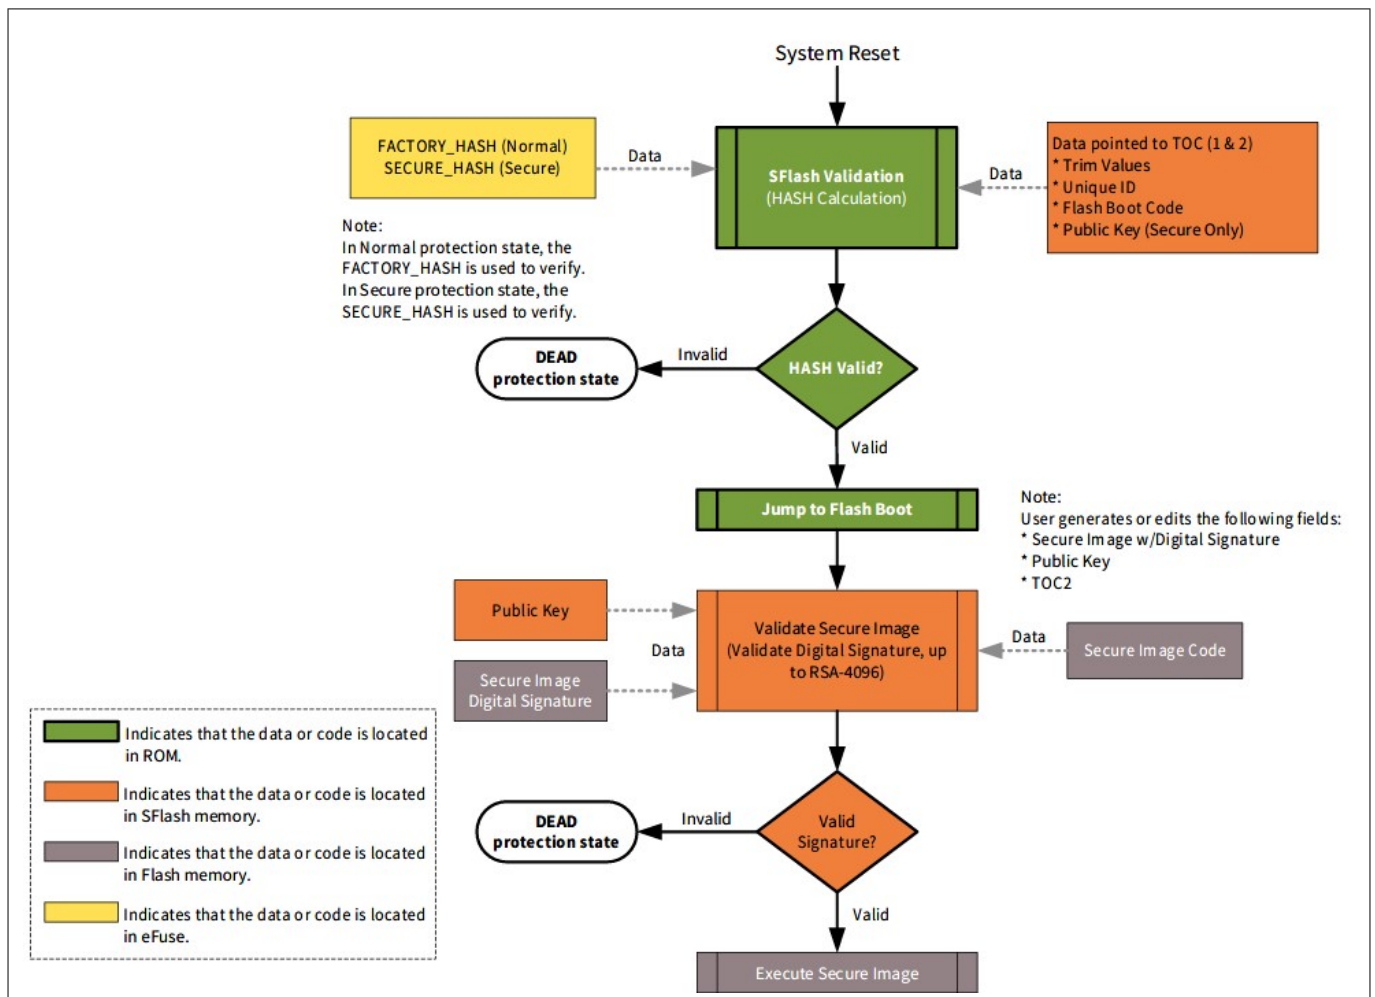 System Reset
FACTORY_HASH (Normal)
SECURE_HASH (Secure)
Data
SFlash Validation
(HASH Calculation)
Data
Data pointed to TOC (1 & 2)
* Trim Values
* Unique ID
* Flash Boot Code
* Public Key (Secure Only)
Note:
In Normal protection state, the
FACTORY_HASH is used to verify.
In Secure protection state, the
SECURE_HASH is used to verify.
DEAD
protection state
Invalid
HASH Valid?
Valid
Jump to Flash Boot
Note:
User generates or edits the following fields:
* Secure Image w/Digital Signature
* Public Key
* TOC2
Public Key
Data
Secure Image
Digital Signature
Validate Secure Image
(Validate Digital Signature, up
to RSA-4096)
Data
Secure Image Code
Indicates that the data or code is located
in ROM.
Indicates that the data or code is located
in SFlash memory.
Indicates that the data or code is located
in Flash memory.
Indicates that the data or code is located
in eFuse.
DEAD
protection state
Invalid
Valid
Signature?
Valid
Execute Secure Image